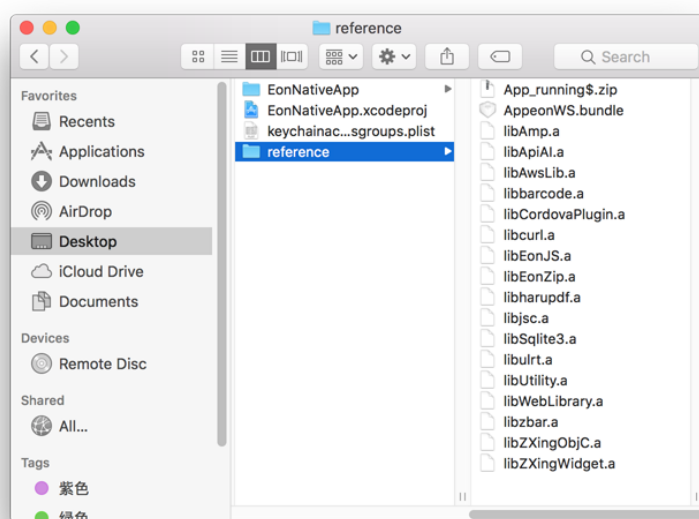 reference
Search
Favorites
Recents
Applications
Downloads
AirDrop
Desktop
iCloud Drive
Documents
Devices
Remote Disc
Shared
All...
Tags
紫色
绿色
EonNativeApp
EonNativeApp.xcodeproj
keychainac...sgroups.plist
reference
App_running$.zip
AppeonWS.bundle
libAmp.a
libApiAI.a
libAwsLib.a
libbarcode.a
libCordovaPlugin.a
libcurl.a
libEonJS.a
libEonZip.a
libharupdf.a
libjsc.a
libSqlite3.a
libulrt.a
libUtility.a
libWebLibrary.a
libzbar.a
libZXingObjC.a
libZXingWidget.a